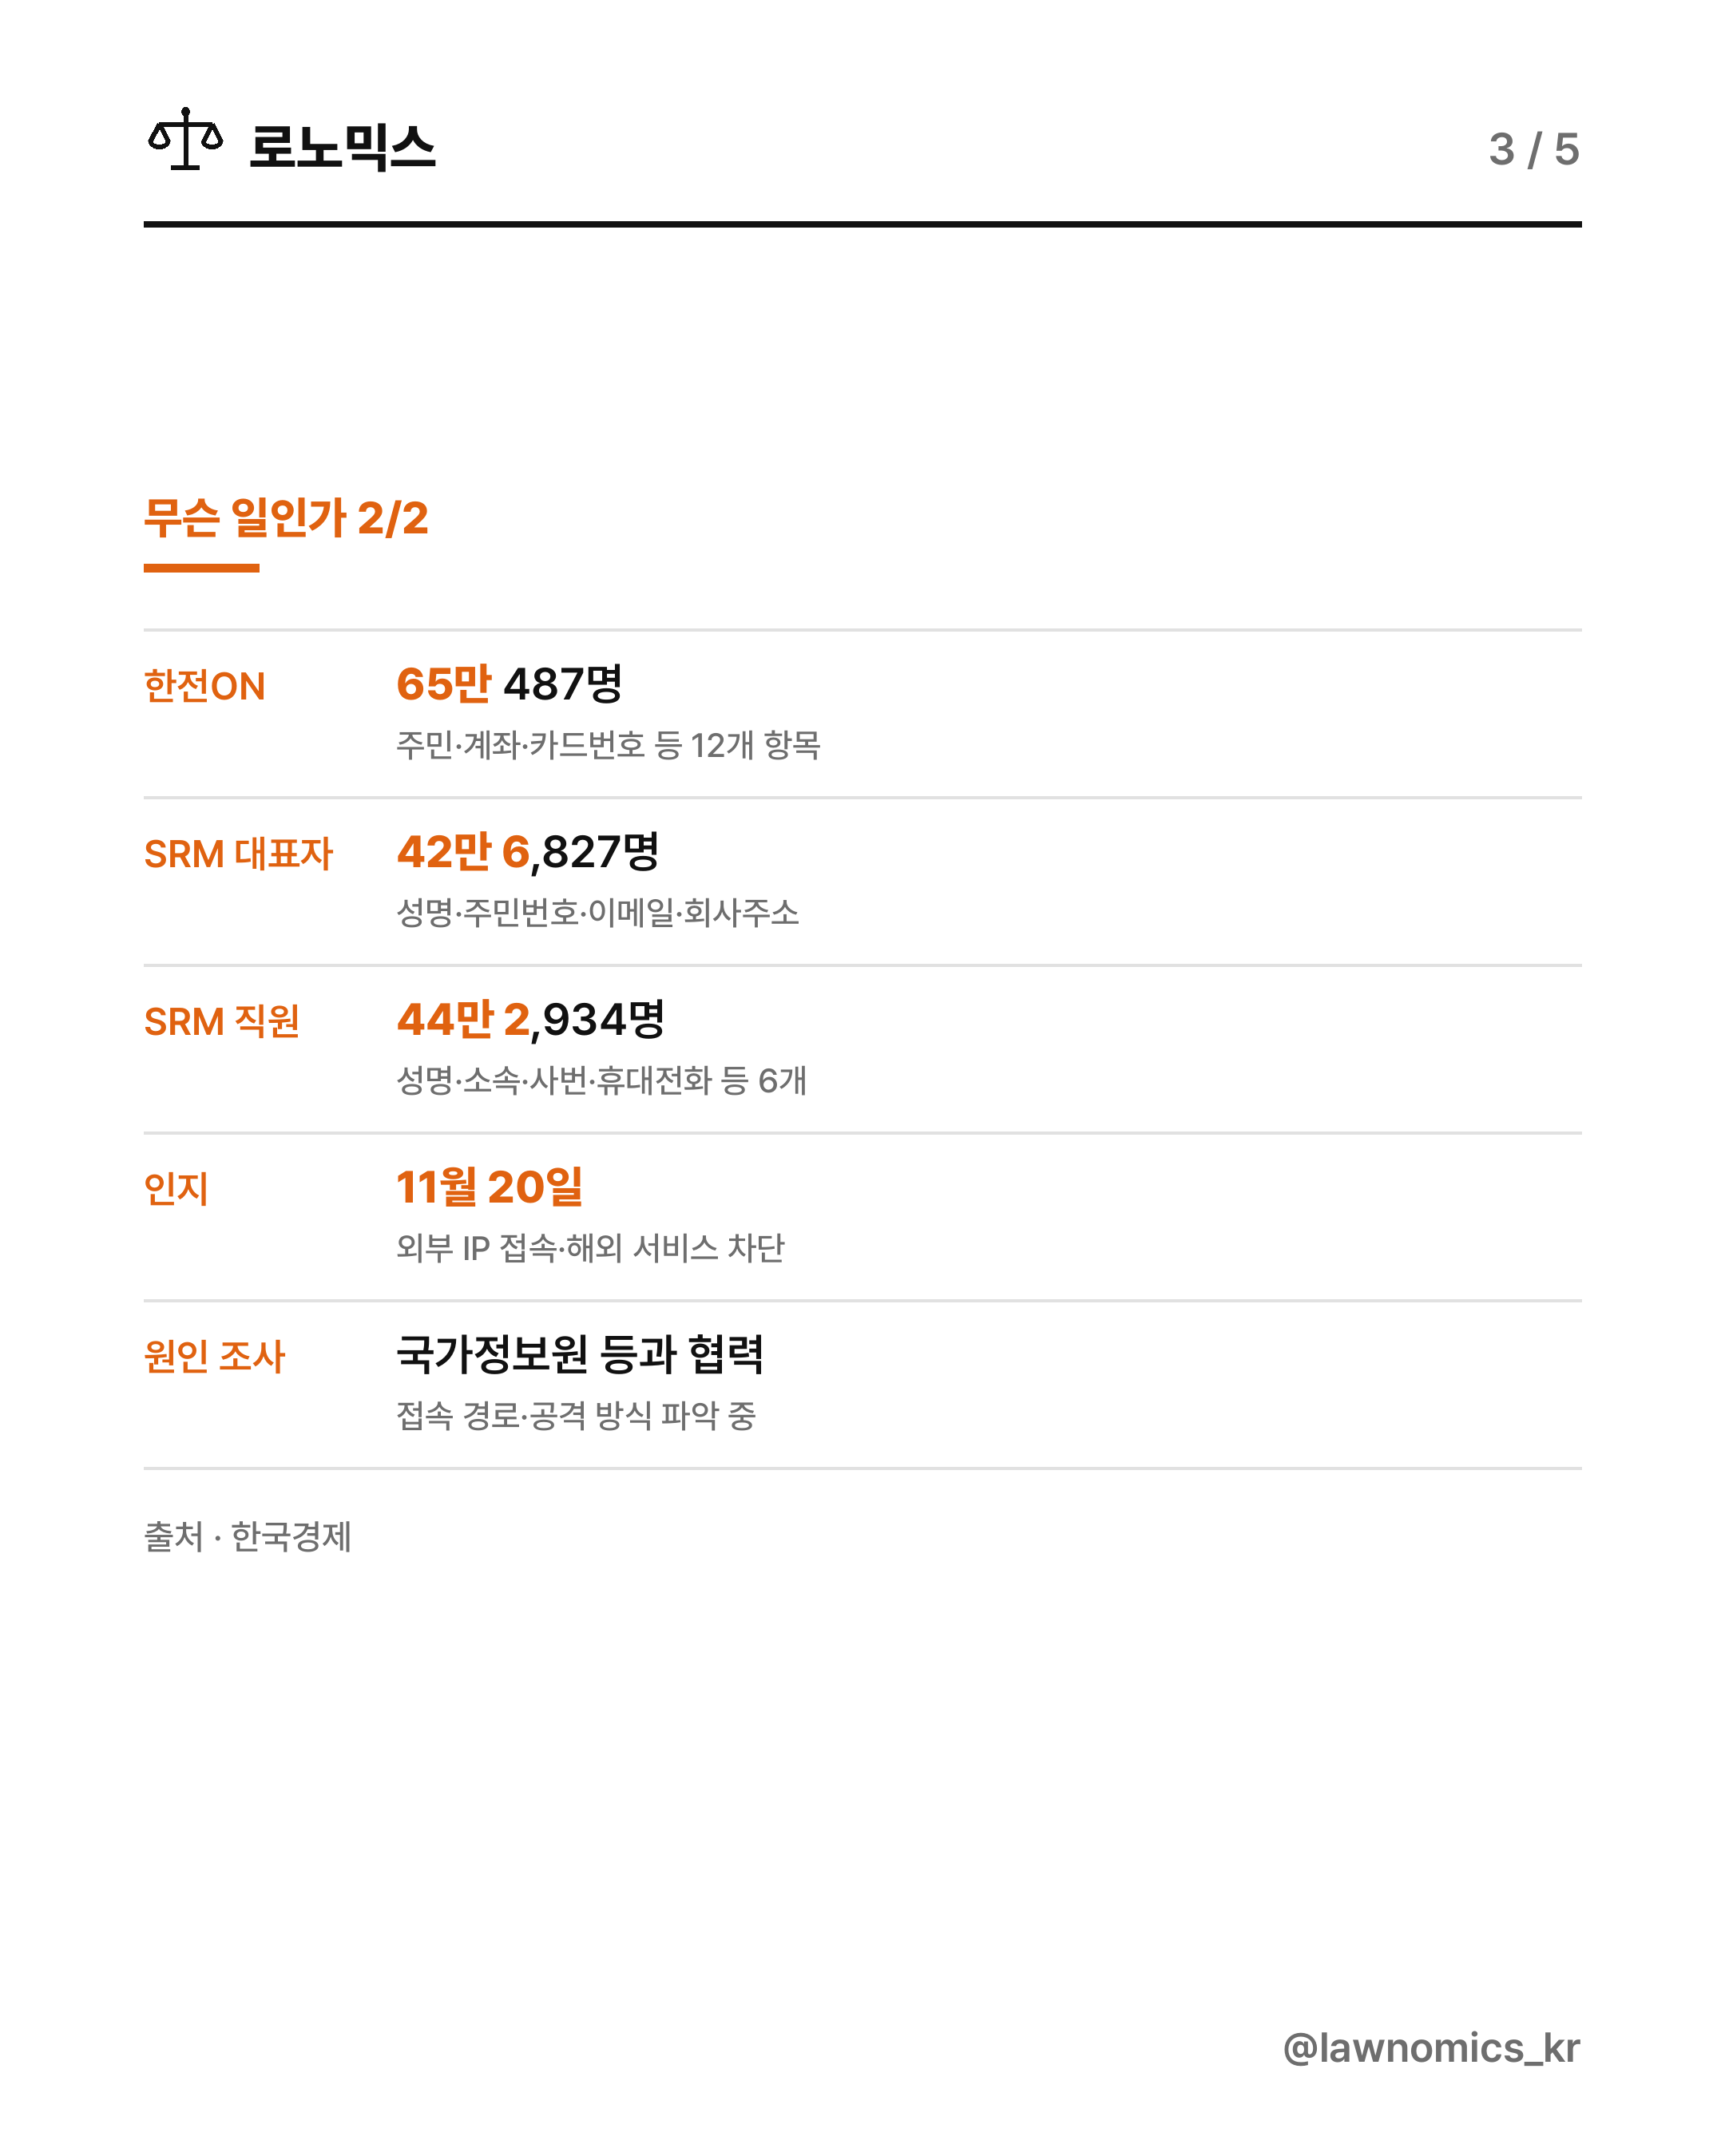 로노믹스
3 / 5
무슨 일인가 2/2
한전ON
65만 487명
주민·계좌·카드번호 등 12개 항목
SRM 대표자
42만 6,827명
성명·주민번호·이메일·회사주소
SRM 직원
44만 2,934명
성명·소속·사번·휴대전화 등 6개
인지
11월 20일
외부 IP 접속·해외 서비스 차단
원인 조사
국가정보원 등과 협력
접속 경로·공격 방식 파악 중
출처 · 한국경제
@lawnomics_kr